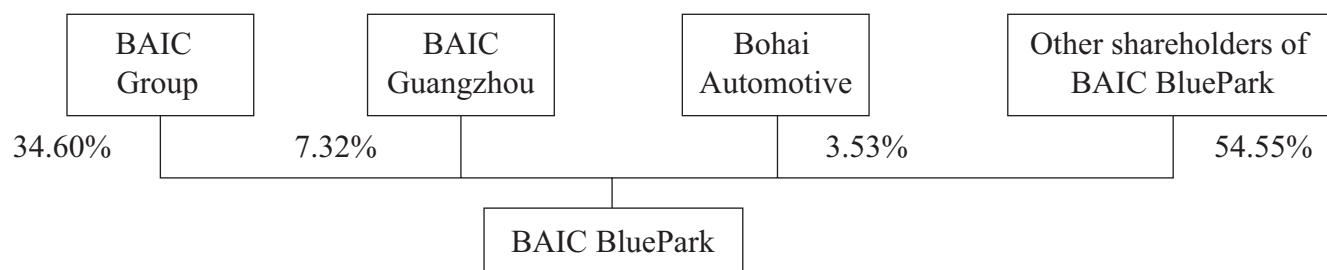 BAIC
Group
BAIC
Guangzhou
Bohai
Automotive
Other shareholders of
BAIC BluePark
34.60%
7.32%
3.53%
54.55%
BAIC BluePark